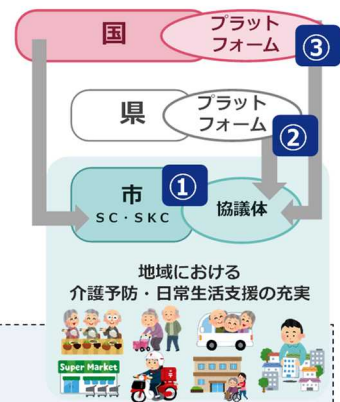 国
プラット
フォーム
③
県
プラット
フォーム
②
市
SC・SKC
①
協議体
地域における
介護予防・日常生活支援の充実
Super Market